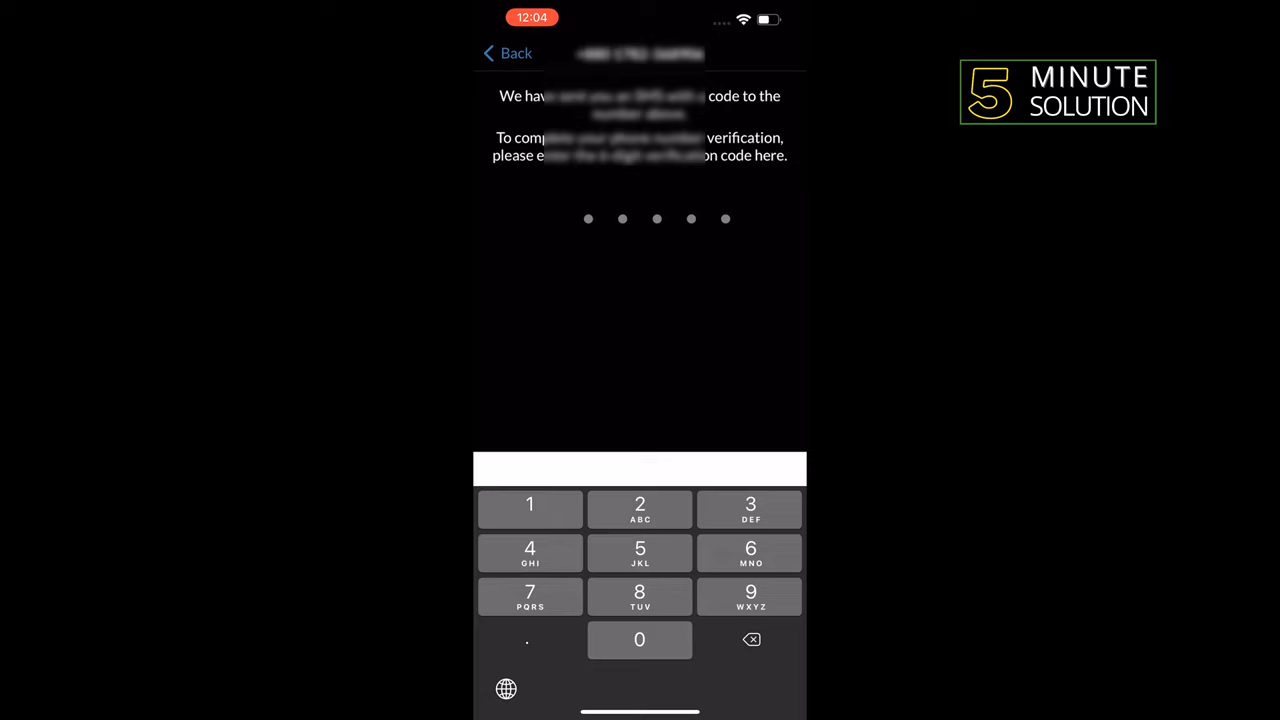 12:04
5 MINUTE SOLUTION
Back
We have sent you an SMS with a code to the
number above.
To complete your phone number verification,
please enter the 6-digit verification code here.
1
2 ABC
3 DEF
4 GHI
5 JKL
6 MNO
7 PQRS
8 TUV
9 WXYZ
.
0